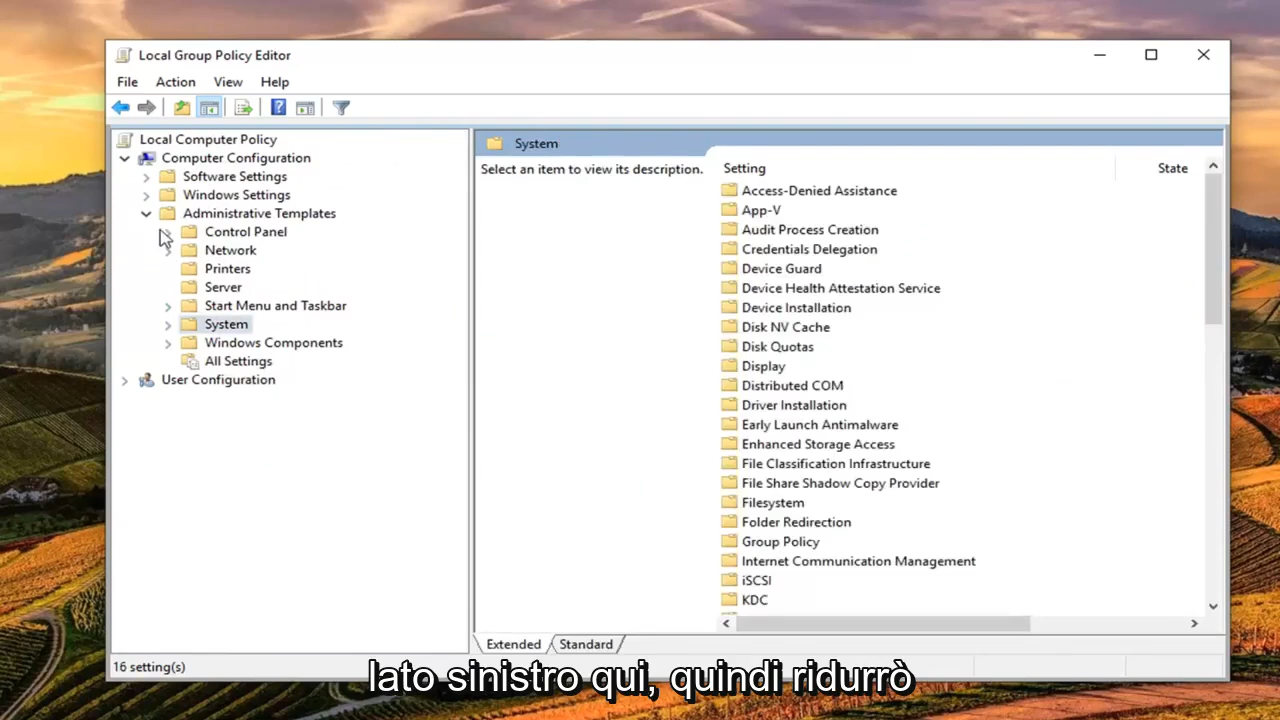 Local Group Policy Editor
File Action View Help
Local Computer Policy
Computer Configuration
Software Settings
Windows Settings
Administrative Templates
Control Panel
Network
Printers
Server
Start Menu and Taskbar
System
Windows Components
All Settings
User Configuration
System
Select an item to view its description.
Setting State
Access-Denied Assistance
App-V
Audit Process Creation
Credentials Delegation
Device Guard
Device Health Attestation Service
Device Installation
Disk NV Cache
Disk Quotas
Display
Distributed COM
Driver Installation
Early Launch Antimalware
Enhanced Storage Access
File Classification Infrastructure
File Share Shadow Copy Provider
Filesystem
Folder Redirection
Group Policy
Internet Communication Management
iSCSI
KDC
Extended Standard
16 setting(s)
lato sinistro qui, quindi ridurrò